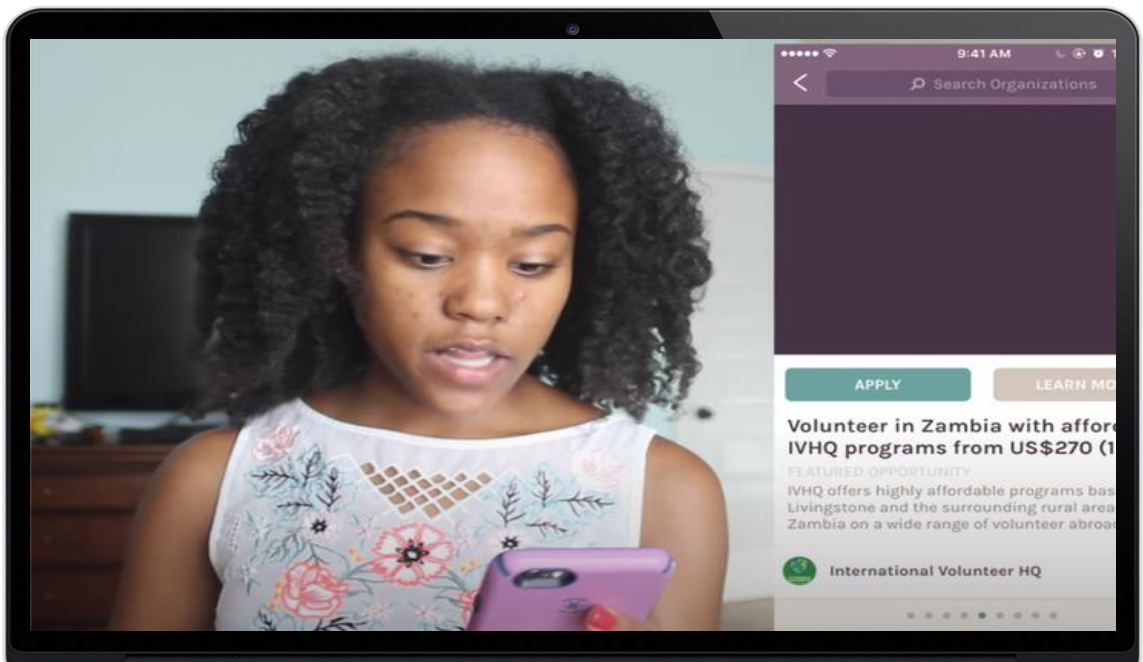 9:41 AM
Search Organizations
APPLY
LEARN MO
Volunteer in Zambia with affor
IVHQ programs from US$270 (1
FEATURED OPPORTUNITY
IVHQ offers highly affordable programs bas
Livingstone and the surrounding rural area
Zambia on a wide range of volunteer abroa
International Volunteer HQ